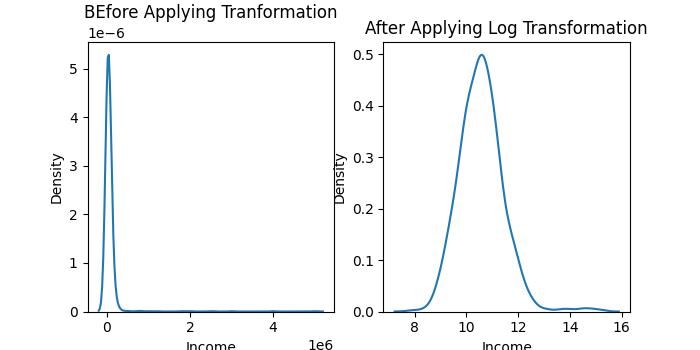 BEfore Applying Tranformation
1e−6
5
4
3
2
1
0
Density
0
2
4
1e6
Income
After Applying Log Transformation
0.5
0.4
0.3
0.2
0.1
0.0
Density
8
10
12
14
16
Income